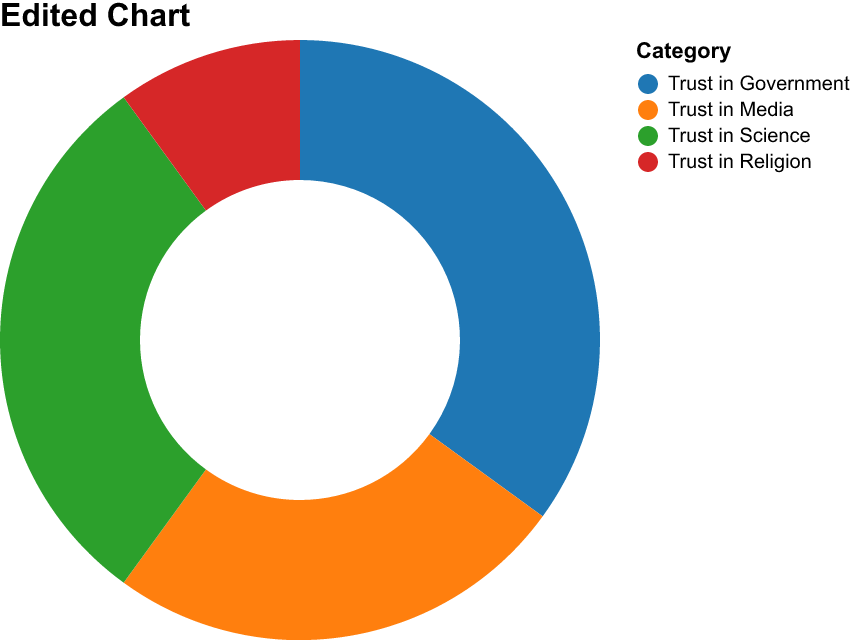 Edited Chart
Category
Trust in Government
Trust in Media
Trust in Science
Trust in Religion